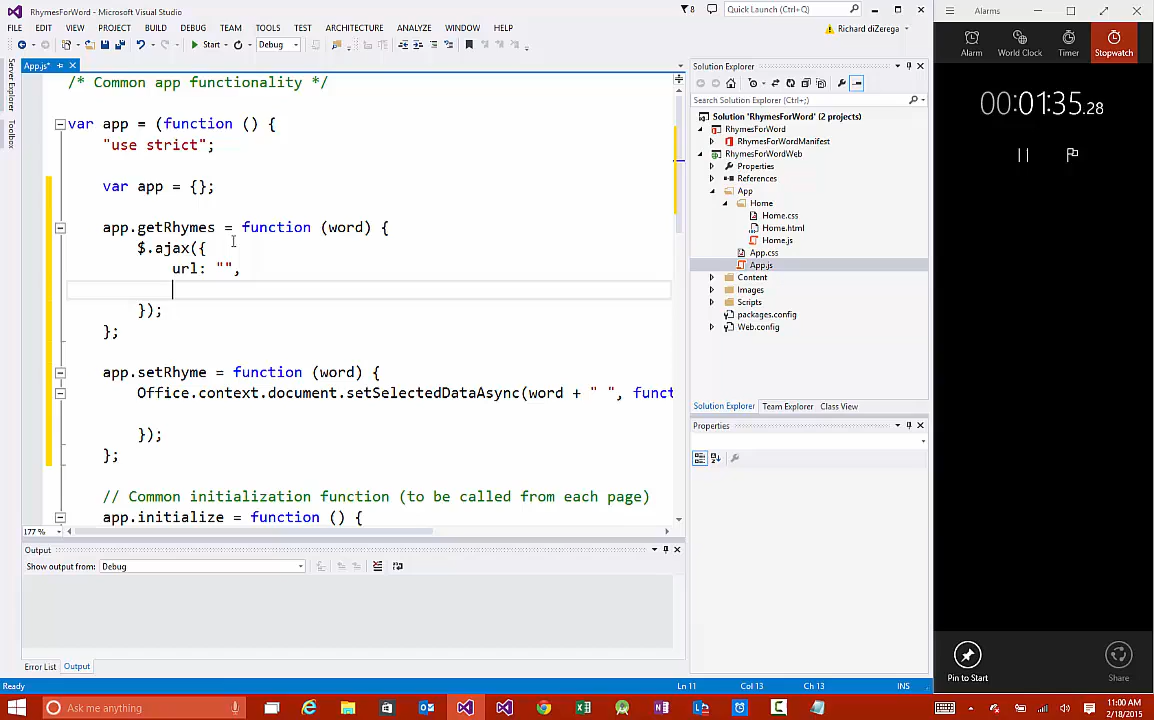 RhymesForWord - Microsoft Visual Studio
8
Quick Launch (Ctrl+;)
FILE EDIT VIEW PROJECT BUILD DEBUG TEAM TOOLS TEST ARCHITECTURE ANALYZE WINDOW HELP
Richard diZerega
Start
Debug
Server Explorer
Toolbox
App.js*
/* Common app functionality */
var app = (function () {
"use strict";
var app = {};
app.getRhymes = function (word) {
$.ajax({
url: "",
});
};
app.setRhyme = function (word) {
Office.context.document.setSelectedDataAsync(word + " ", funct
});
};
// Common initialization function (to be called from each page)
app.initialize = function () {
177 %
Output
Show output from: Debug
Error List Output
Solution Explorer
Search Solution Explorer (Ctrl+;)
Solution 'RhymesForWord' (2 projects)
RhymesForWord
RhymesForWordManifest
RhymesForWordWeb
Properties
References
App
Home
Home.css
Home.html
Home.js
App.css
App.js
Content
Images
Scripts
packages.config
Web.config
Solution Explorer Team Explorer Class View
Properties
Ready
Ln 11
Col 13
Ch 13
INS
Alarms
Alarm
World Clock
Timer
Stopwatch
00:01:35.28
Pin to Start
Share
Ask me anything
11:00 AM
2/18/2015